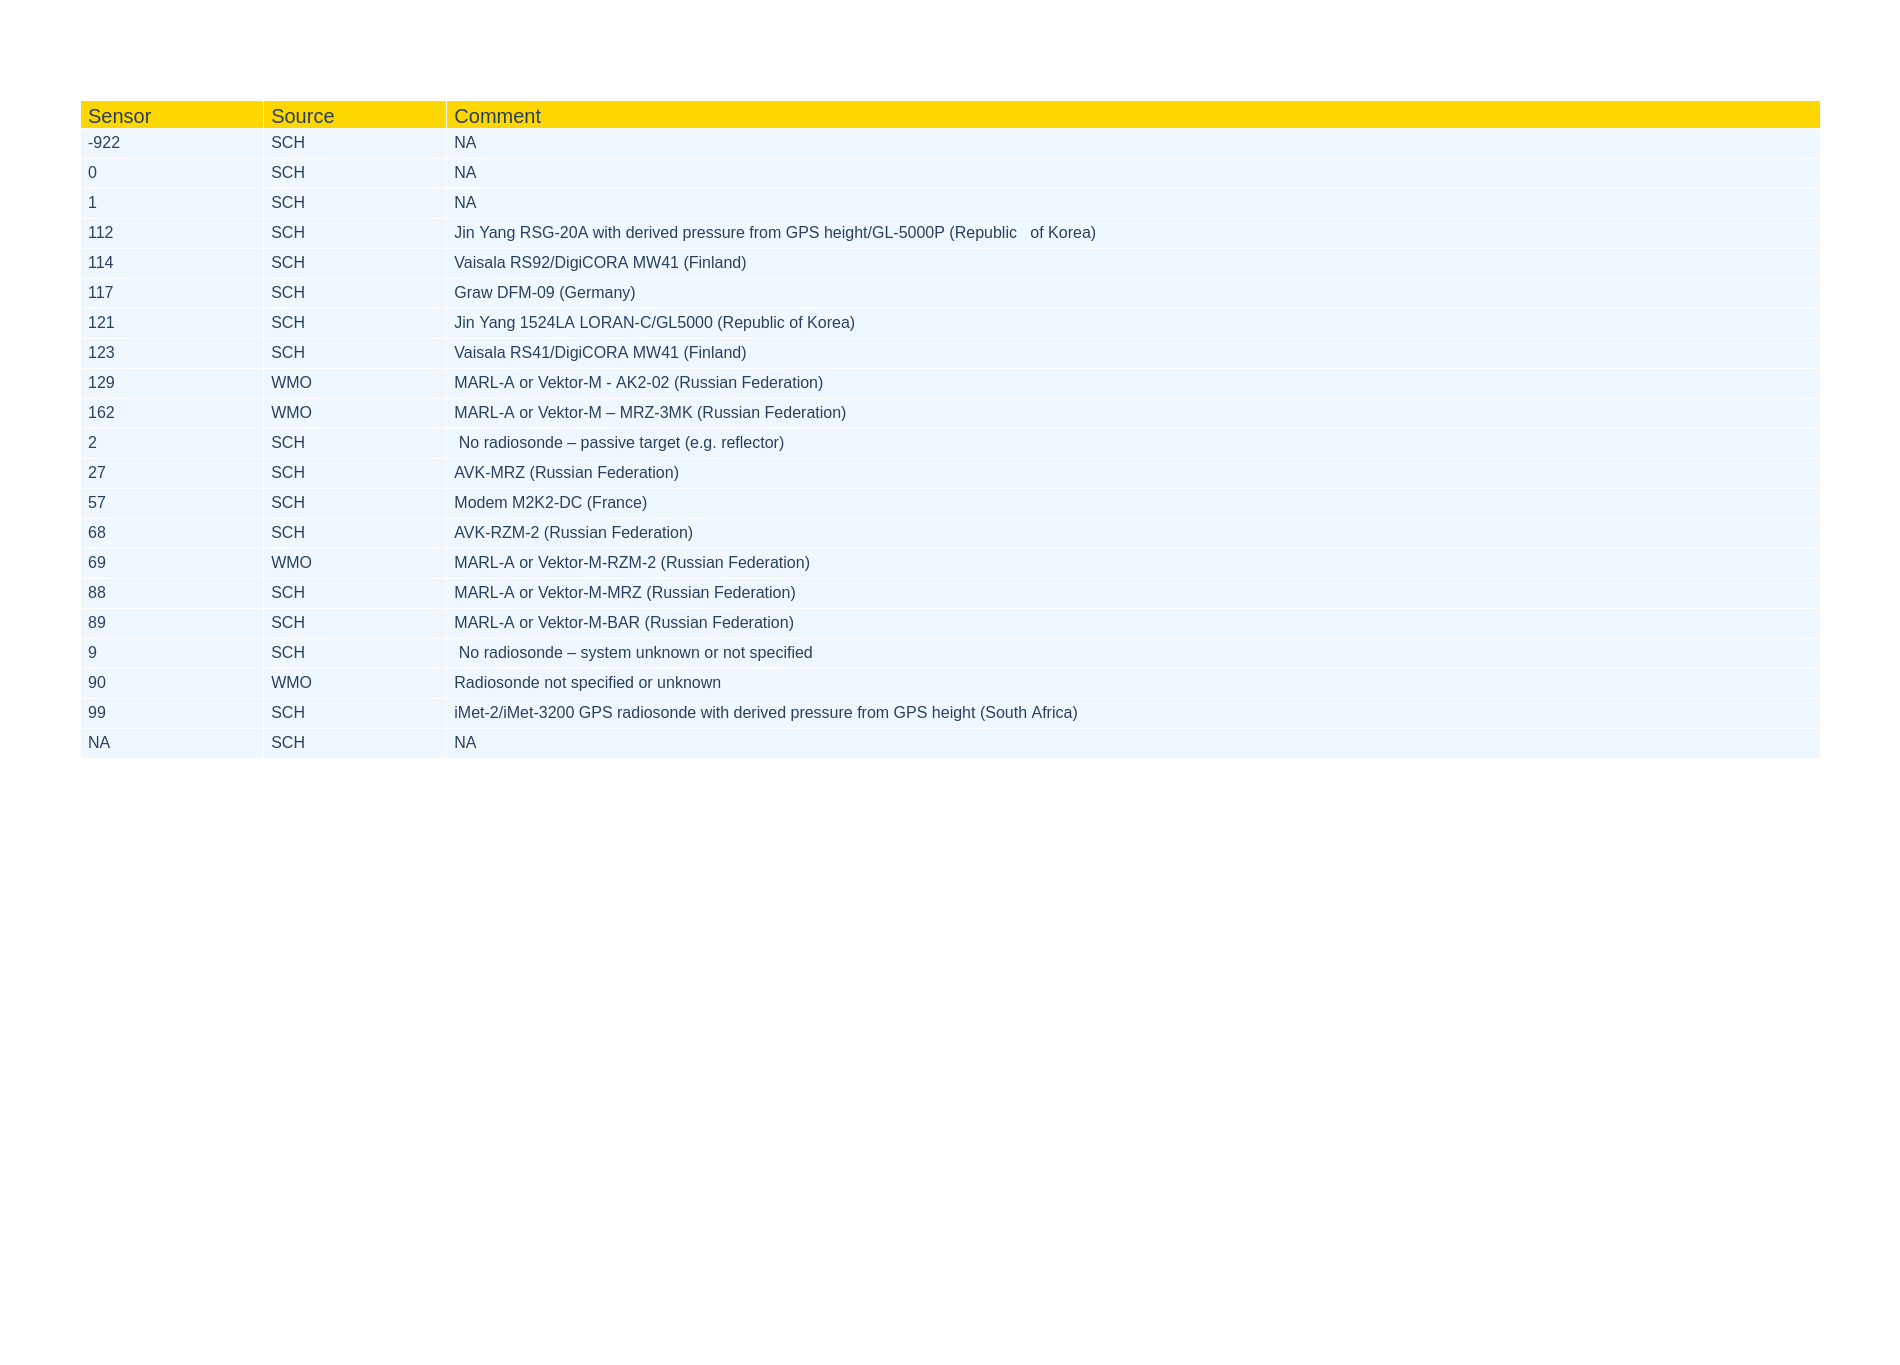 Sensor Source Comment
-922 SCH NA
0 SCH NA
1 SCH NA
112 SCH Jin Yang RSG-20A with derived pressure from GPS height/GL-5000P (Republic   of Korea)
114 SCH Vaisala RS92/DigiCORA MW41 (Finland)
117 SCH Graw DFM-09 (Germany)
121 SCH Jin Yang 1524LA LORAN-C/GL5000 (Republic of Korea)
123 SCH Vaisala RS41/DigiCORA MW41 (Finland)
129 WMO MARL-A or Vektor-M - AK2-02 (Russian Federation)
162 WMO MARL-A or Vektor-M – MRZ-3MK (Russian Federation)
2 SCH No radiosonde – passive target (e.g. reflector)
27 SCH AVK-MRZ (Russian Federation)
57 SCH Modem M2K2-DC (France)
68 SCH AVK-RZM-2 (Russian Federation)
69 WMO MARL-A or Vektor-M-RZM-2 (Russian Federation)
88 SCH MARL-A or Vektor-M-MRZ (Russian Federation)
89 SCH MARL-A or Vektor-M-BAR (Russian Federation)
9 SCH No radiosonde – system unknown or not specified
90 WMO Radiosonde not specified or unknown
99 SCH iMet-2/iMet-3200 GPS radiosonde with derived pressure from GPS height (South Africa)
NA SCH NA